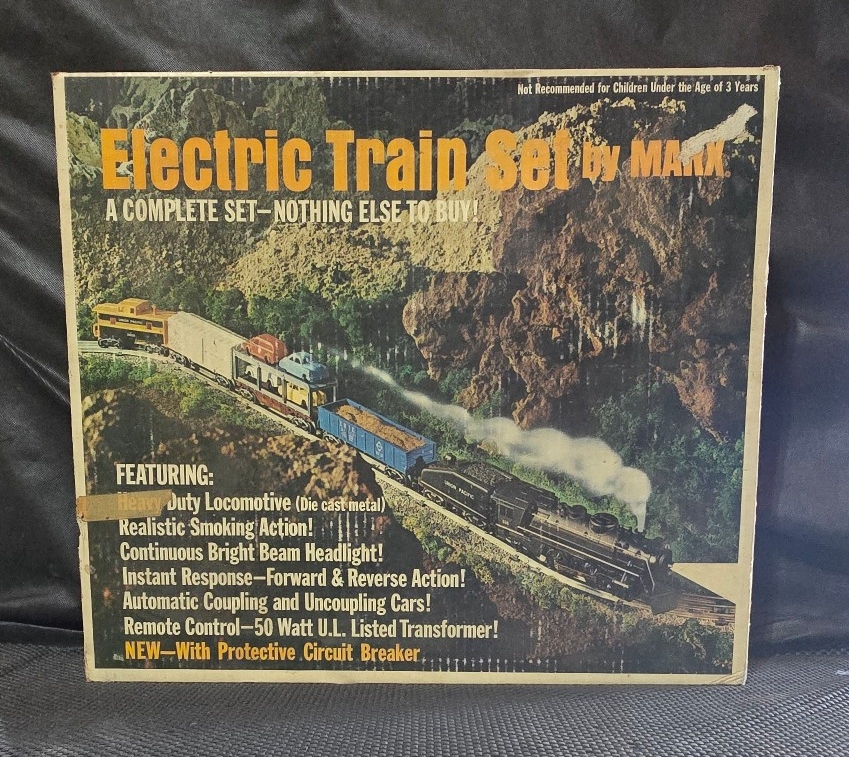 Not Recommended for Children Under the Age of 3 Years
Electric Train Set by MARX
A COMPLETE SET—NOTHING ELSE TO BUY!
UNION PACIFIC
FEATURING:
Heavy Duty Locomotive (Die cast metal)
Realistic Smoking Action!
Continuous Bright Beam Headlight!
Instant Response—Forward & Reverse Action!
Automatic Coupling and Uncoupling Cars!
Remote Control—50 Watt U.L. Listed Transformer!
NEW—With Protective Circuit Breaker